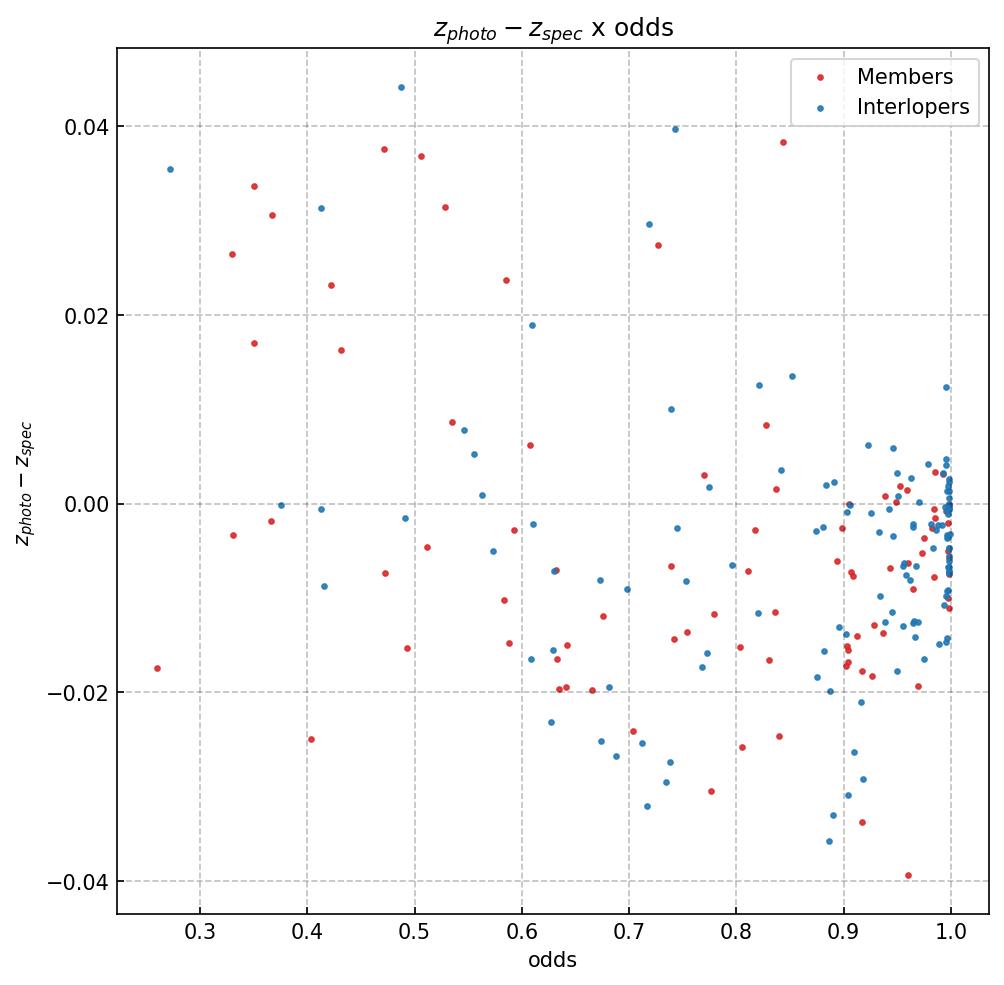 z_photo − z_spec x odds
Members
Interlopers
0.04
0.02
0.00
−0.02
−0.04
z_photo − z_spec
0.3 0.4 0.5 0.6 0.7 0.8 0.9 1.0
odds